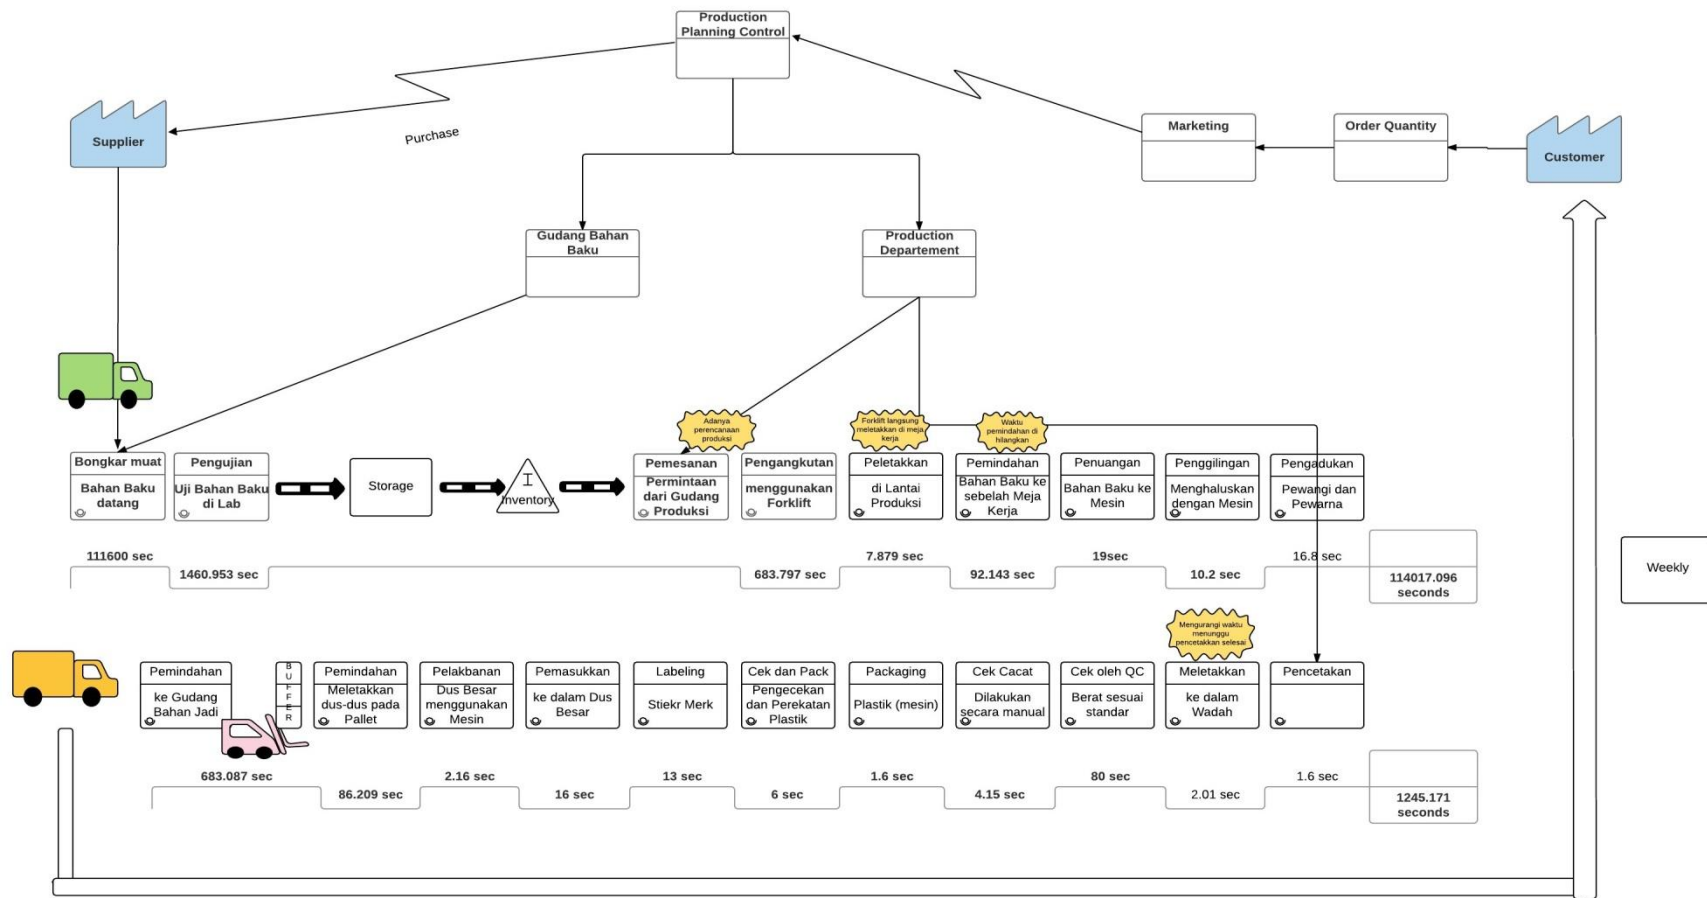 Production
Planning Control
Supplier
Purchase
Marketing
Order Quantity
Customer
Gudang Bahan
Baku
Production
Departement
Adanya
perencanaan
produksi
Forklift langsung
meletakkan di meja
kerja
Waktu
pemindahan di
hilangkan
Bongkar muat
Bahan Baku
datang
Pengujian
Uji Bahan Baku
di Lab
Storage
I
Inventory
Pemesanan
Permintaan
dari Gudang
Produksi
Pengangkutan
menggunakan
Forklift
Peletakkan
di Lantai
Produksi
Pemindahan
Bahan Baku ke
sebelah Meja
Kerja
Penuangan
Bahan Baku ke
Mesin
Penggilingan
Menghaluskan
dengan Mesin
Pengadukan
Pewangi dan
Pewarna
111600 sec
1460.953 sec
683.797 sec
7.879 sec
92.143 sec
19sec
10.2 sec
16.8 sec
114017.096
seconds
Weekly
Mengurangi waktu
menunggu
pencetakkan selesai
Pemindahan
ke Gudang
Bahan Jadi
B
U
F
F
E
R
Pemindahan
Meletakkan
dus-dus pada
Pallet
Pelakbanan
Dus Besar
menggunakan
Mesin
Pemasukkan
ke dalam Dus
Besar
Labeling
Stiekr Merk
Cek dan Pack
Pengecekan
dan Perekatan
Plastik
Packaging
Plastik (mesin)
Cek Cacat
Dilakukan
secara manual
Cek oleh QC
Berat sesuai
standar
Meletakkan
ke dalam
Wadah
Pencetakan
683.087 sec
86.209 sec
2.16 sec
16 sec
13 sec
6 sec
1.6 sec
4.15 sec
80 sec
2.01 sec
1.6 sec
1245.171
seconds